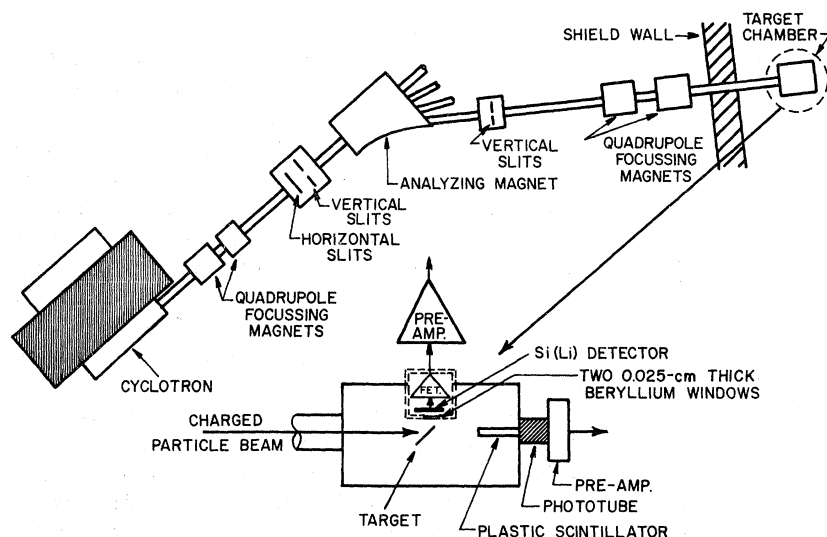 SHIELD WALL
TARGET
CHAMBER
VERTICAL
SLITS
QUADRUPOLE
FOCUSSING
MAGNETS
ANALYZING MAGNET
VERTICAL
SLITS
HORIZONTAL
SLITS
QUADRUPOLE
FOCUSSING
MAGNETS
CYCLOTRON
PRE-
AMP.
Si(Li) DETECTOR
FET.
TWO 0.025-cm THICK
BERYLLIUM WINDOWS
CHARGED
PARTICLE BEAM
TARGET
PRE-AMP.
PHOTOTUBE
PLASTIC SCINTILLATOR